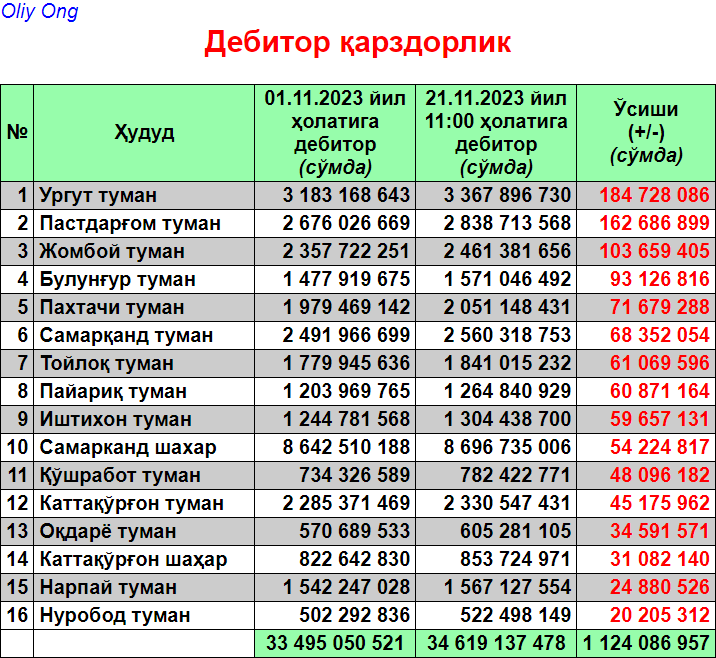 Oliy Ong
Дебитор қарздорлик
№ Ҳудуд 01.11.2023 йил ҳолатига дебитор (сўмда) 21.11.2023 йил 11:00 ҳолатига дебитор (сўмда) Ўсиши (+/-) (сўмда)
1 Ургут туман 3 183 168 643 3 367 896 730 184 728 086
2 Пастдарғом туман 2 676 026 669 2 838 713 568 162 686 899
3 Жомбой туман 2 357 722 251 2 461 381 656 103 659 405
4 Булунғур туман 1 477 919 675 1 571 046 492 93 126 816
5 Пахтачи туман 1 979 469 142 2 051 148 431 71 679 288
6 Самарқанд туман 2 491 966 699 2 560 318 753 68 352 054
7 Тойлоқ туман 1 779 945 636 1 841 015 232 61 069 596
8 Пайариқ туман 1 203 969 765 1 264 840 929 60 871 164
9 Иштихон туман 1 244 781 568 1 304 438 700 59 657 131
10 Самарканд шахар 8 642 510 188 8 696 735 006 54 224 817
11 Қўшработ туман 734 326 589 782 422 771 48 096 182
12 Каттақўрғон туман 2 285 371 469 2 330 547 431 45 175 962
13 Оқдарё туман 570 689 533 605 281 105 34 591 571
14 Каттақўрғон шаҳар 822 642 830 853 724 971 31 082 140
15 Нарпай туман 1 542 247 028 1 567 127 554 24 880 526
16 Нуробод туман 502 292 836 522 498 149 20 205 312
33 495 050 521 34 619 137 478 1 124 086 957